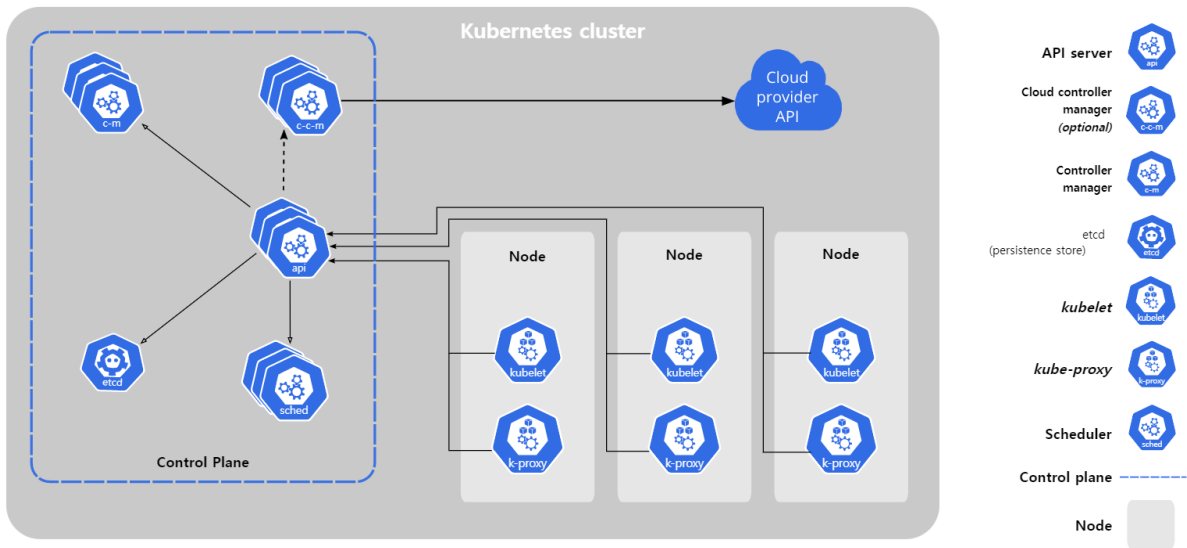 Kubernetes cluster
c-m
c-c-m
Cloud
provider
API
api
etcd
sched
Control Plane
Node
kubelet
k-proxy
Node
kubelet
k-proxy
Node
kubelet
k-proxy
API server
api
Cloud controller
manager
(optional)
c-c-m
Controller
manager
c-m
etcd
(persistence store)
etcd
kubelet
kubelet
kube-proxy
k-proxy
Scheduler
sched
Control plane
Node